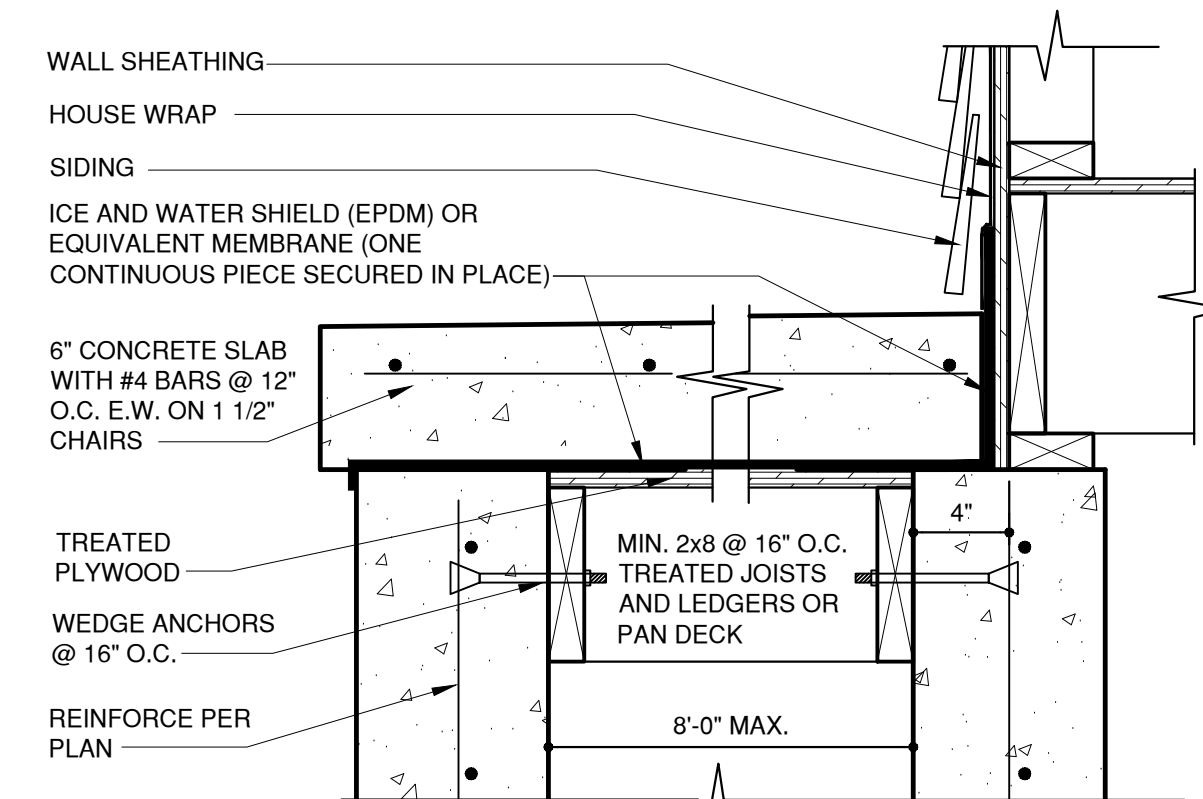 WALL SHEATHING
HOUSE WRAP
SIDING
ICE AND WATER SHIELD (EPDM) OR
EQUIVALENT MEMBRANE (ONE
CONTINUOUS PIECE SECURED IN PLACE)
6" CONCRETE SLAB
WITH #4 BARS @ 12"
O.C. E.W. ON 1 1/2"
CHAIRS
TREATED
PLYWOOD
WEDGE ANCHORS
@ 16" O.C.
REINFORCE PER
PLAN
MIN. 2x8 @ 16" O.C.
TREATED JOISTS
AND LEDGERS OR
PAN DECK
4"
8'-0" MAX.